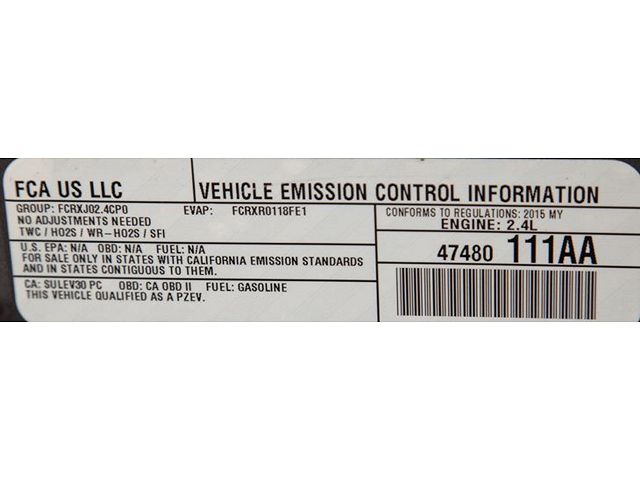 FCA US LLC
VEHICLE EMISSION CONTROL INFORMATION
GROUP: FCRXJ02.4CP0 EVAP: FCRXR0118FE1
NO ADJUSTMENTS NEEDED
TWC / HO2S / WR-HO2S / SFI
CONFORMS TO REGULATIONS: 2015 MY
ENGINE: 2.4L
U.S. EPA: N/A OBD: N/A FUEL: N/A
FOR SALE ONLY IN STATES WITH CALIFORNIA EMISSION STANDARDS
AND IN STATES CONTIGUOUS TO THEM.
47480 111AA
CA: SULEV30 PC OBD: CA OBD II FUEL: GASOLINE
THIS VEHICLE QUALIFIED AS A PZEV.